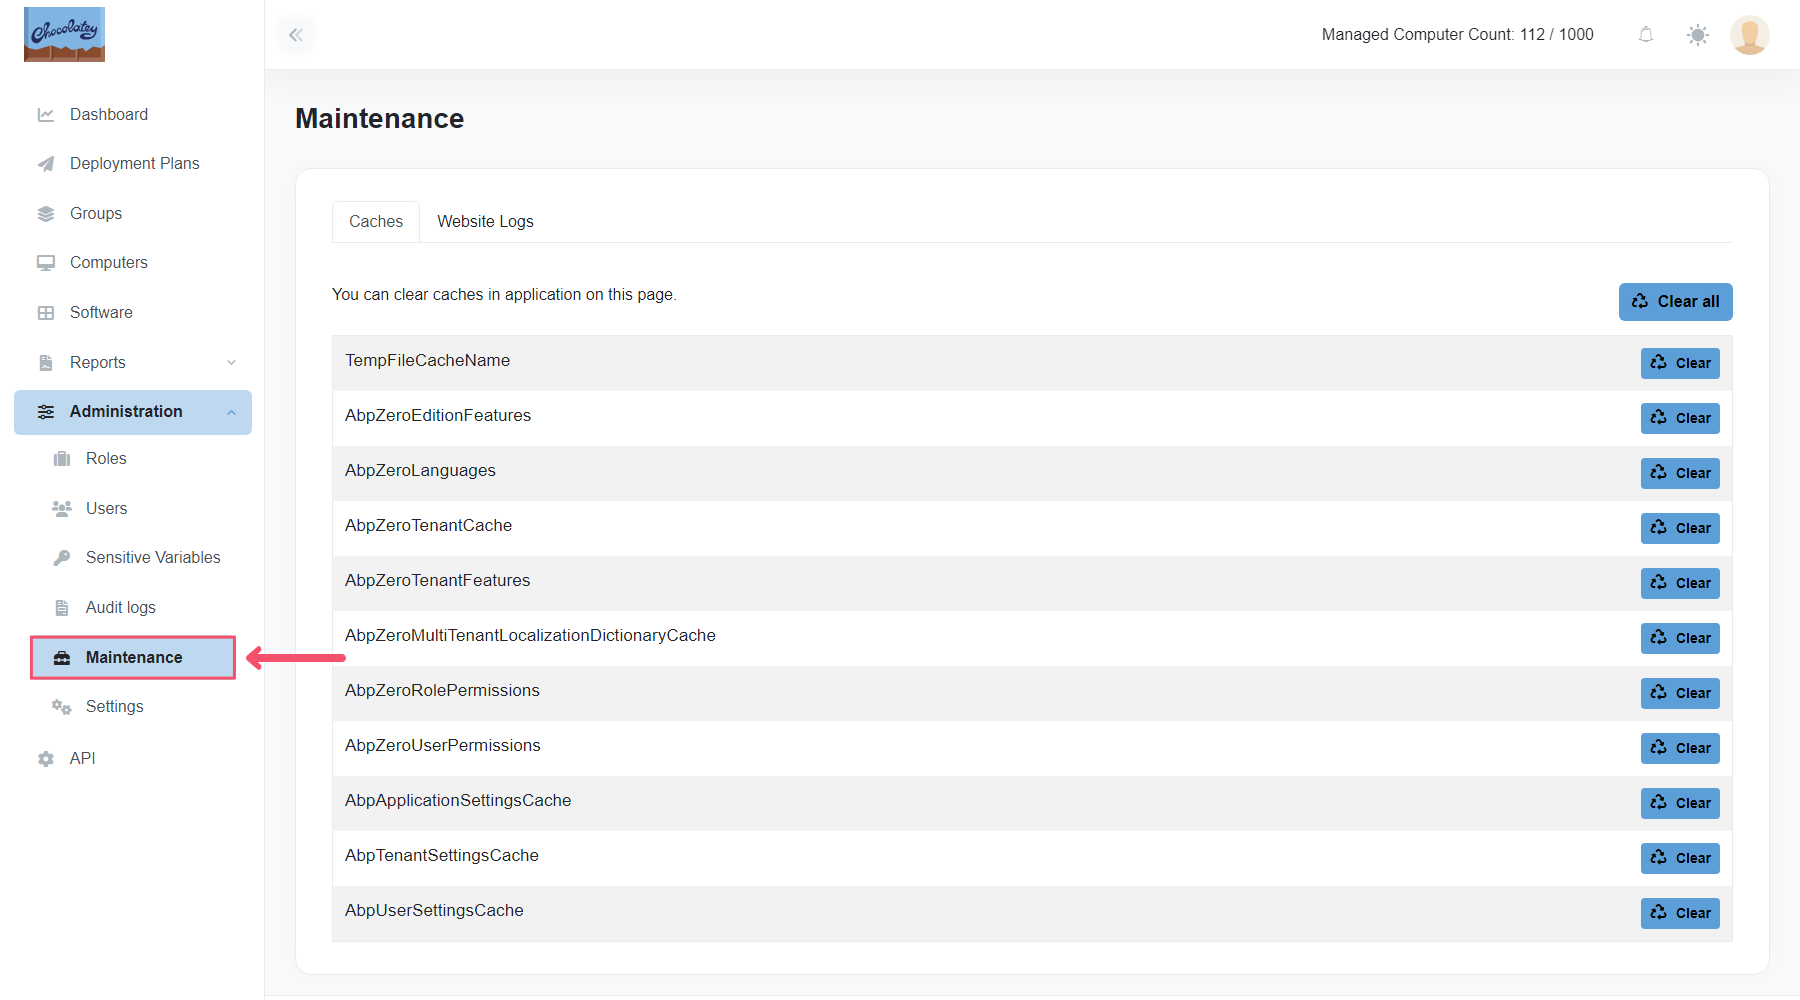 Chocolatey
Managed Computer Count: 112 / 1000
Dashboard
Deployment Plans
Groups
Computers
Software
Reports
Administration
Roles
Users
Sensitive Variables
Audit logs
Maintenance
Settings
API
Maintenance
Caches Website Logs
You can clear caches in application on this page. Clear all
TempFileCacheName Clear
AbpZeroEditionFeatures Clear
AbpZeroLanguages Clear
AbpZeroTenantCache Clear
AbpZeroTenantFeatures Clear
AbpZeroMultiTenantLocalizationDictionaryCache Clear
AbpZeroRolePermissions Clear
AbpZeroUserPermissions Clear
AbpApplicationSettingsCache Clear
AbpTenantSettingsCache Clear
AbpUserSettingsCache Clear